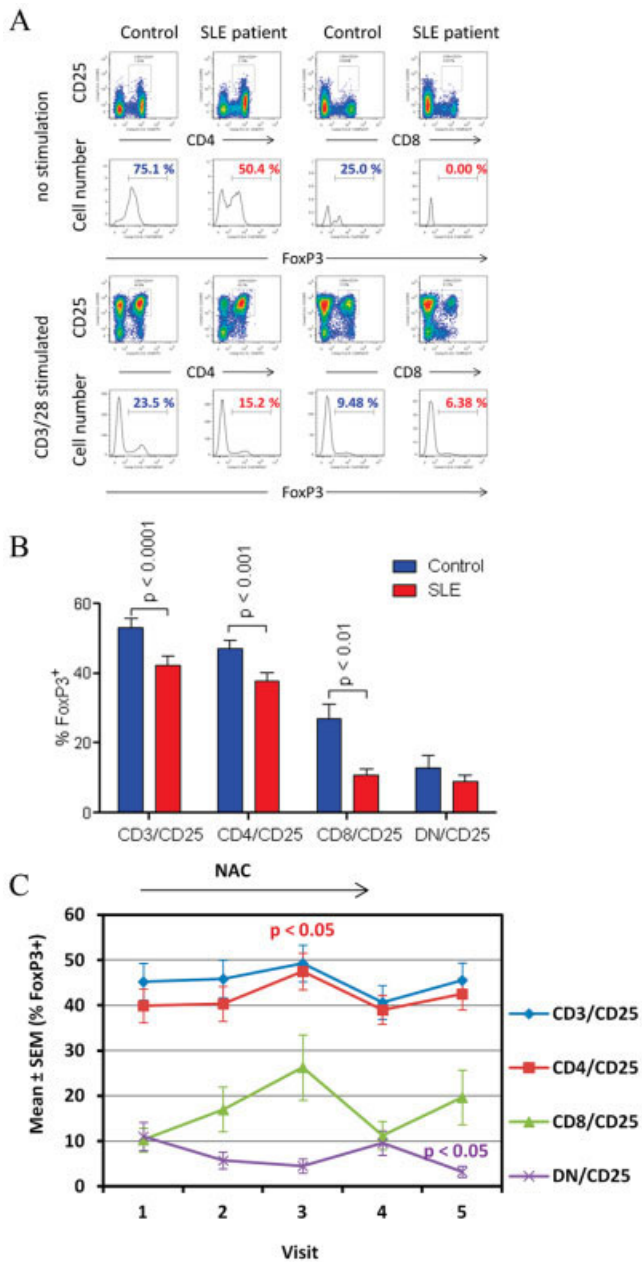 A
Control SLE patient Control SLE patient
no stimulation
CD25
CD4 CD8
Cell number
75.1 % 50.4 % 25.0 % 0.00 %
FoxP3
CD3/28 stimulated
CD25
CD4 CD8
Cell number
23.5 % 15.2 % 9.48 % 6.38 %
FoxP3
B
p < 0.0001
p < 0.001
p < 0.01
Control
SLE
% FoxP3+
60
40
20
0
CD3/CD25 CD4/CD25 CD8/CD25 DN/CD25
C
NAC
Mean ± SEM (% FoxP3+)
60
50
40
30
20
10
0
p < 0.05
p < 0.05
1 2 3 4 5
Visit
CD3/CD25
CD4/CD25
CD8/CD25
DN/CD25